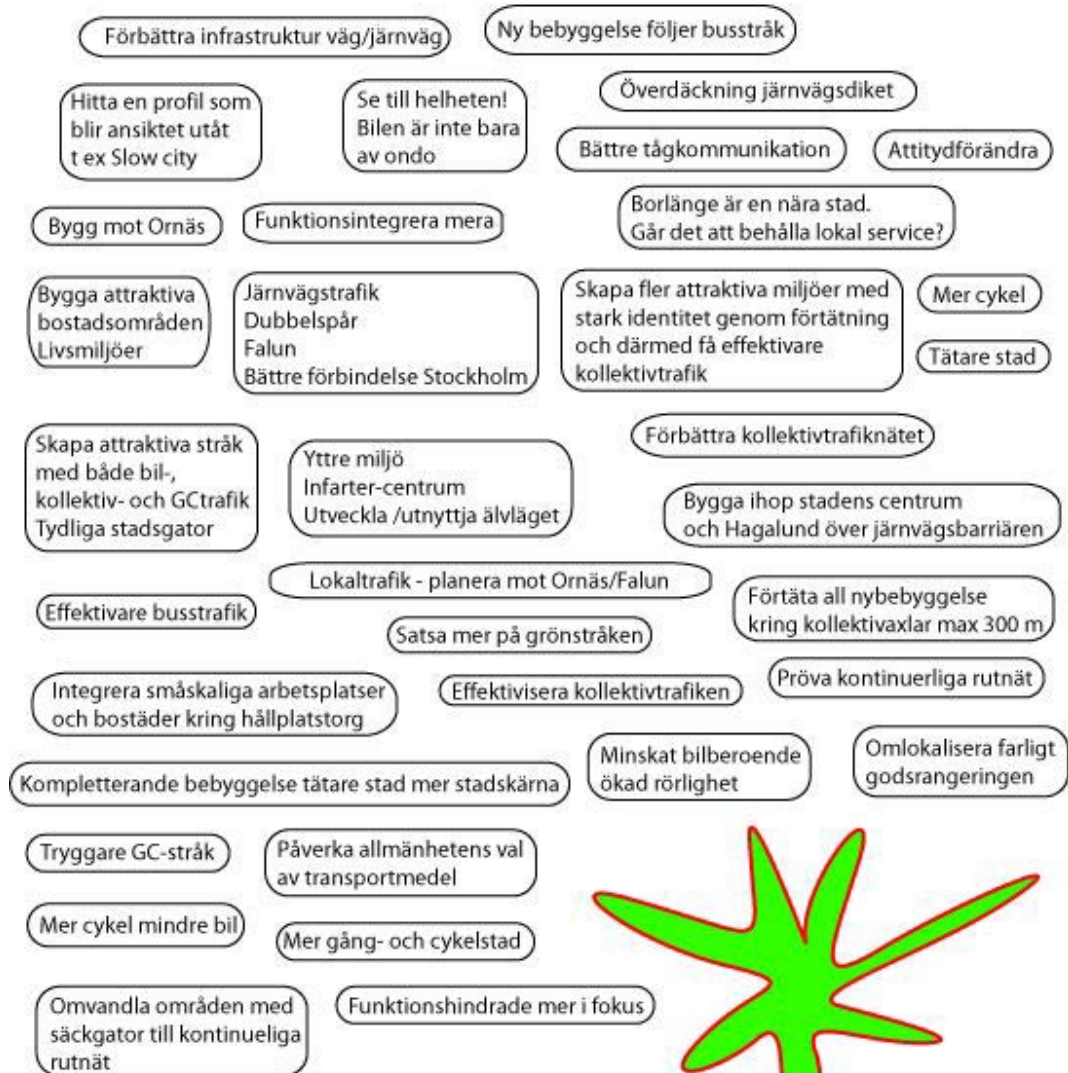 Förbättra infrastruktur väg/järnväg
Ny bebyggelse följer busstråk
Hitta en profil som
blir ansiktet utåt
t ex Slow city
Se till helheten!
Bilen är inte bara
av ondo
Överdäckning järnvägsdiket
Bättre tågkommunikation
Attitydförändra
Bygg mot Ornäs
Funktionsintegrera mera
Borlänge är en nära stad.
Går det att behålla lokal service?
Bygga attraktiva
bostadsområden
Livsmiljöer
Järnvägstrafik
Dubbelspår
Falun
Bättre förbindelse Stockholm
Skapa fler attraktiva miljöer med
stark identitet genom förtätning
och därmed få effektivare
kollektivtrafik
Mer cykel
Tätare stad
Skapa attraktiva stråk
med både bil-,
kollektiv- och GCtrafik
Tydliga stadsgator
Yttre miljö
Infarter-centrum
Utveckla /utnyttja älvläget
Förbättra kollektivtrafiknätet
Bygga ihop stadens centrum
och Hagalund över järnvägsbarriären
Lokaltrafik - planera mot Ornäs/Falun
Effektivare busstrafik
Satsa mer på grönstråken
Förtäta all nybebyggelse
kring kollektivaxlar max 300 m
Integrera småskaliga arbetsplatser
och bostäder kring hållplatstorg
Effektivisera kollektivtrafiken
Pröva kontinuerliga rutnät
Kompletterande bebyggelse tätare stad mer stadskärna
Minskat bilberoende
ökad rörlighet
Omlokalisera farligt
godsrangeringen
Tryggare GC-stråk
Påverka allmänhetens val
av transportmedel
Mer cykel mindre bil
Mer gång- och cykelstad
Omvandla områden med
säckgator till kontinueliga
rutnät
Funktionshindrade mer i fokus